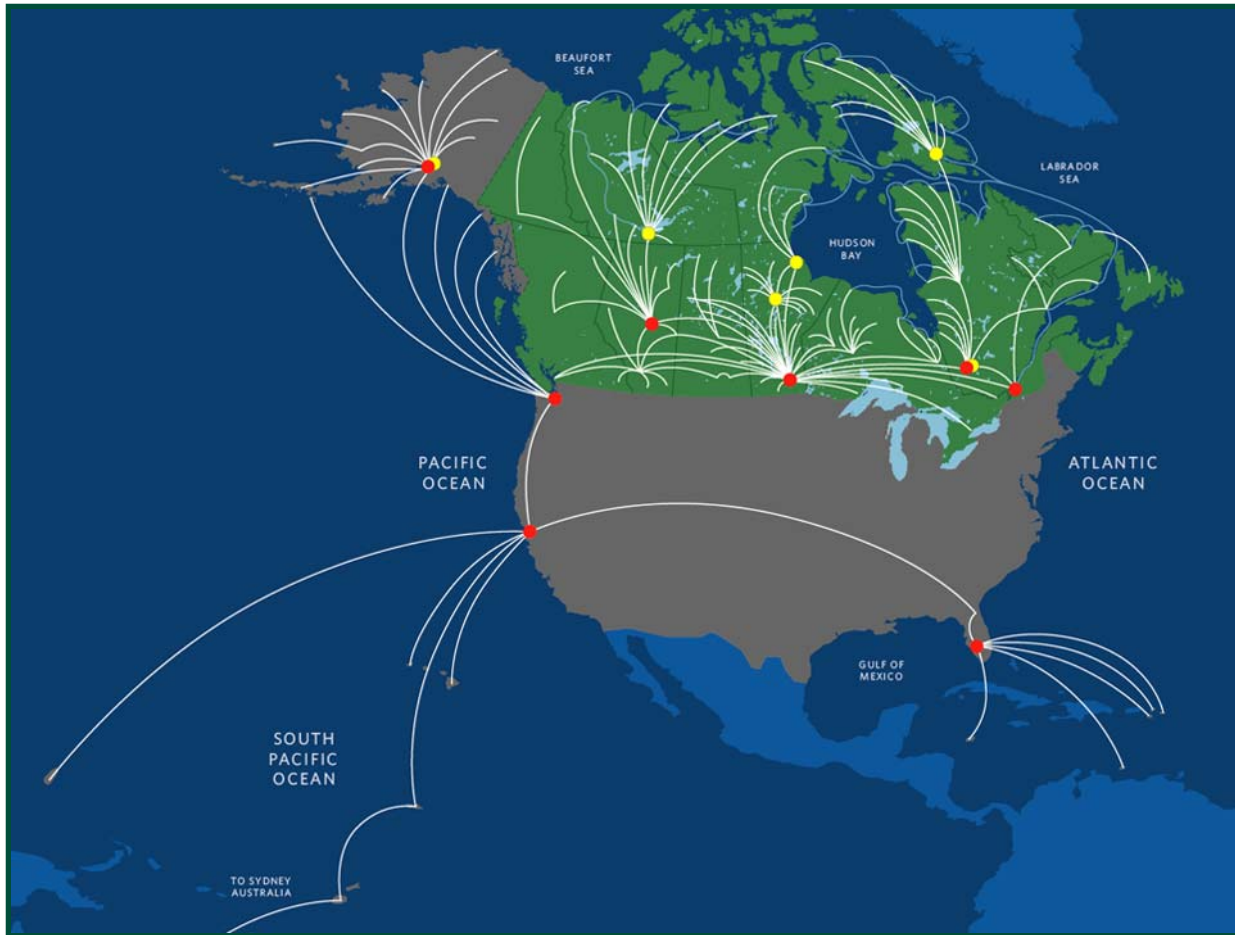 BEAUFORT
SEA
LABRADOR
SEA
HUDSON
BAY
PACIFIC
OCEAN
ATLANTIC
OCEAN
GULF OF
MEXICO
SOUTH
PACIFIC
OCEAN
TO SYDNEY
AUSTRALIA